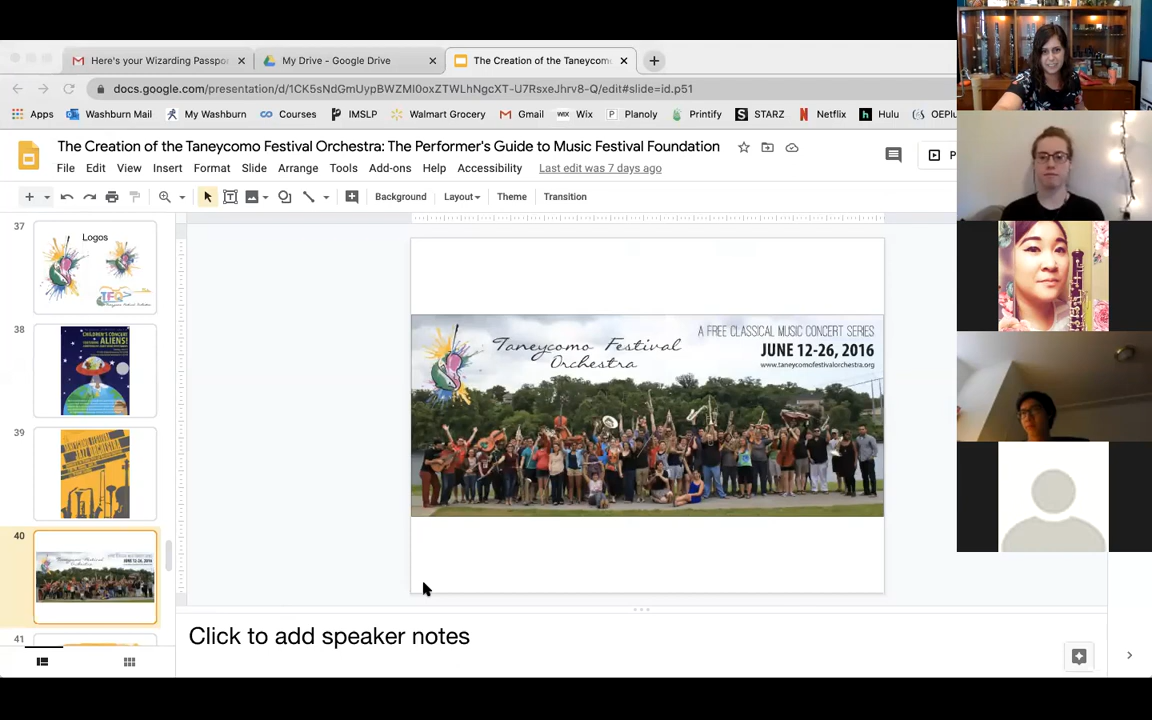 Here's your Wizarding Passpo
My Drive - Google Drive
The Creation of the Taneycom
docs.google.com/presentation/d/1CK5sNdGmUypBWZMI0oxZTWLhNgcXT-U7RsxeJhrv8-Q/edit#slide=id.p51
Apps Washburn Mail My Washburn Courses IMSLP Walmart Grocery Gmail Wix Planoly Printify STARZ Netflix Hulu OEPlu
The Creation of the Taneycomo Festival Orchestra: The Performer's Guide to Music Festival Foundation
P
File Edit View Insert Format Slide Arrange Tools Add-ons Help Accessibility Last edit was 7 days ago
Background Layout Theme Transition
37
Logos
TFO
38
CHILDREN'S CONCERT
ALIENS!
39
40
41
A FREE CLASSICAL MUSIC CONCERT SERIES
Taneycomo Festival
Orchestra
JUNE 12-26, 2016
www.taneycomofestivalorchestra.org
Click to add speaker notes